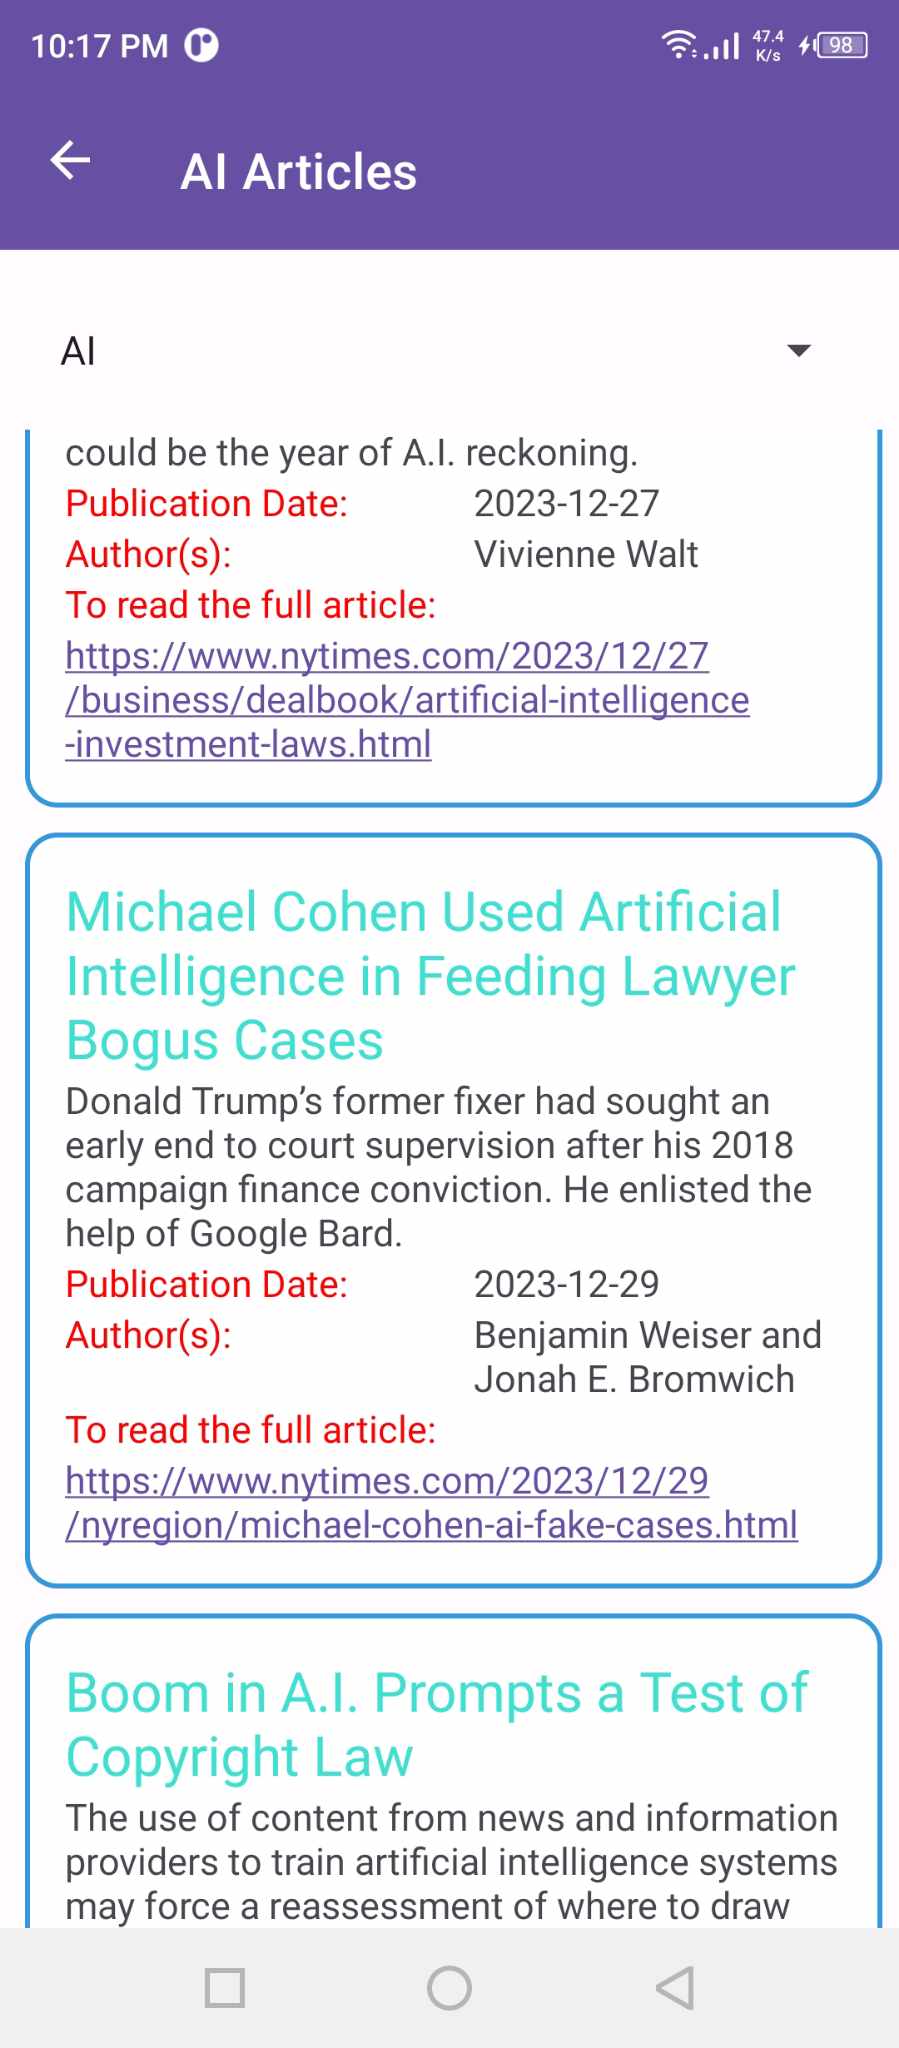 10:17 PM
47.4
K/s
98
AI Articles
AI
could be the year of A.I. reckoning.
Publication Date: 2023-12-27
Author(s): Vivienne Walt
To read the full article:
https://www.nytimes.com/2023/12/27
/business/dealbook/artificial-intelligence
-investment-laws.html
Michael Cohen Used Artificial
Intelligence in Feeding Lawyer
Bogus Cases
Donald Trump’s former fixer had sought an
early end to court supervision after his 2018
campaign finance conviction. He enlisted the
help of Google Bard.
Publication Date: 2023-12-29
Author(s): Benjamin Weiser and
Jonah E. Bromwich
To read the full article:
https://www.nytimes.com/2023/12/29
/nyregion/michael-cohen-ai-fake-cases.html
Boom in A.I. Prompts a Test of
Copyright Law
The use of content from news and information
providers to train artificial intelligence systems
may force a reassessment of where to draw